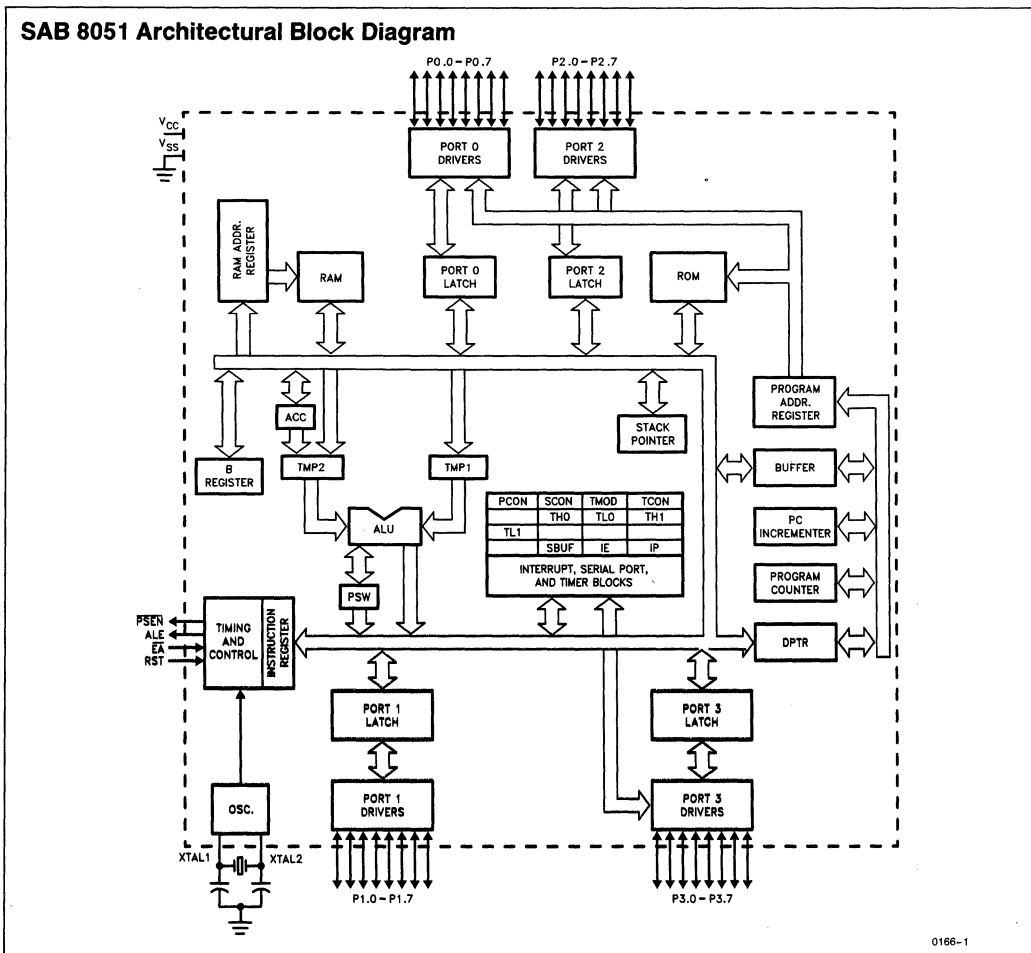 SAB 8051 Architectural Block Diagram
P0.0–P0.7
P2.0–P2.7
VCC
VSS
PORT 0
DRIVERS
PORT 2
DRIVERS
RAM ADDR.
REGISTER
RAM
PORT 0
LATCH
PORT 2
LATCH
ROM
PROGRAM
ADDR.
REGISTER
ACC
STACK
POINTER
B
REGISTER
TMP2
TMP1
BUFFER
ALU
PCON SCON TMOD TCON
TH0 TL0 TH1
TL1
SBUF IE IP
INTERRUPT, SERIAL PORT,
AND TIMER BLOCKS
PC
INCREMENTER
PROGRAM
COUNTER
PSW
PSEN
ALE
EA
RST
TIMING
AND
CONTROL
INSTRUCTION
REGISTER
DPTR
PORT 1
LATCH
PORT 3
LATCH
OSC.
PORT 1
DRIVERS
PORT 3
DRIVERS
XTAL1
XTAL2
P1.0–P1.7
P3.0–P3.7
0166–1